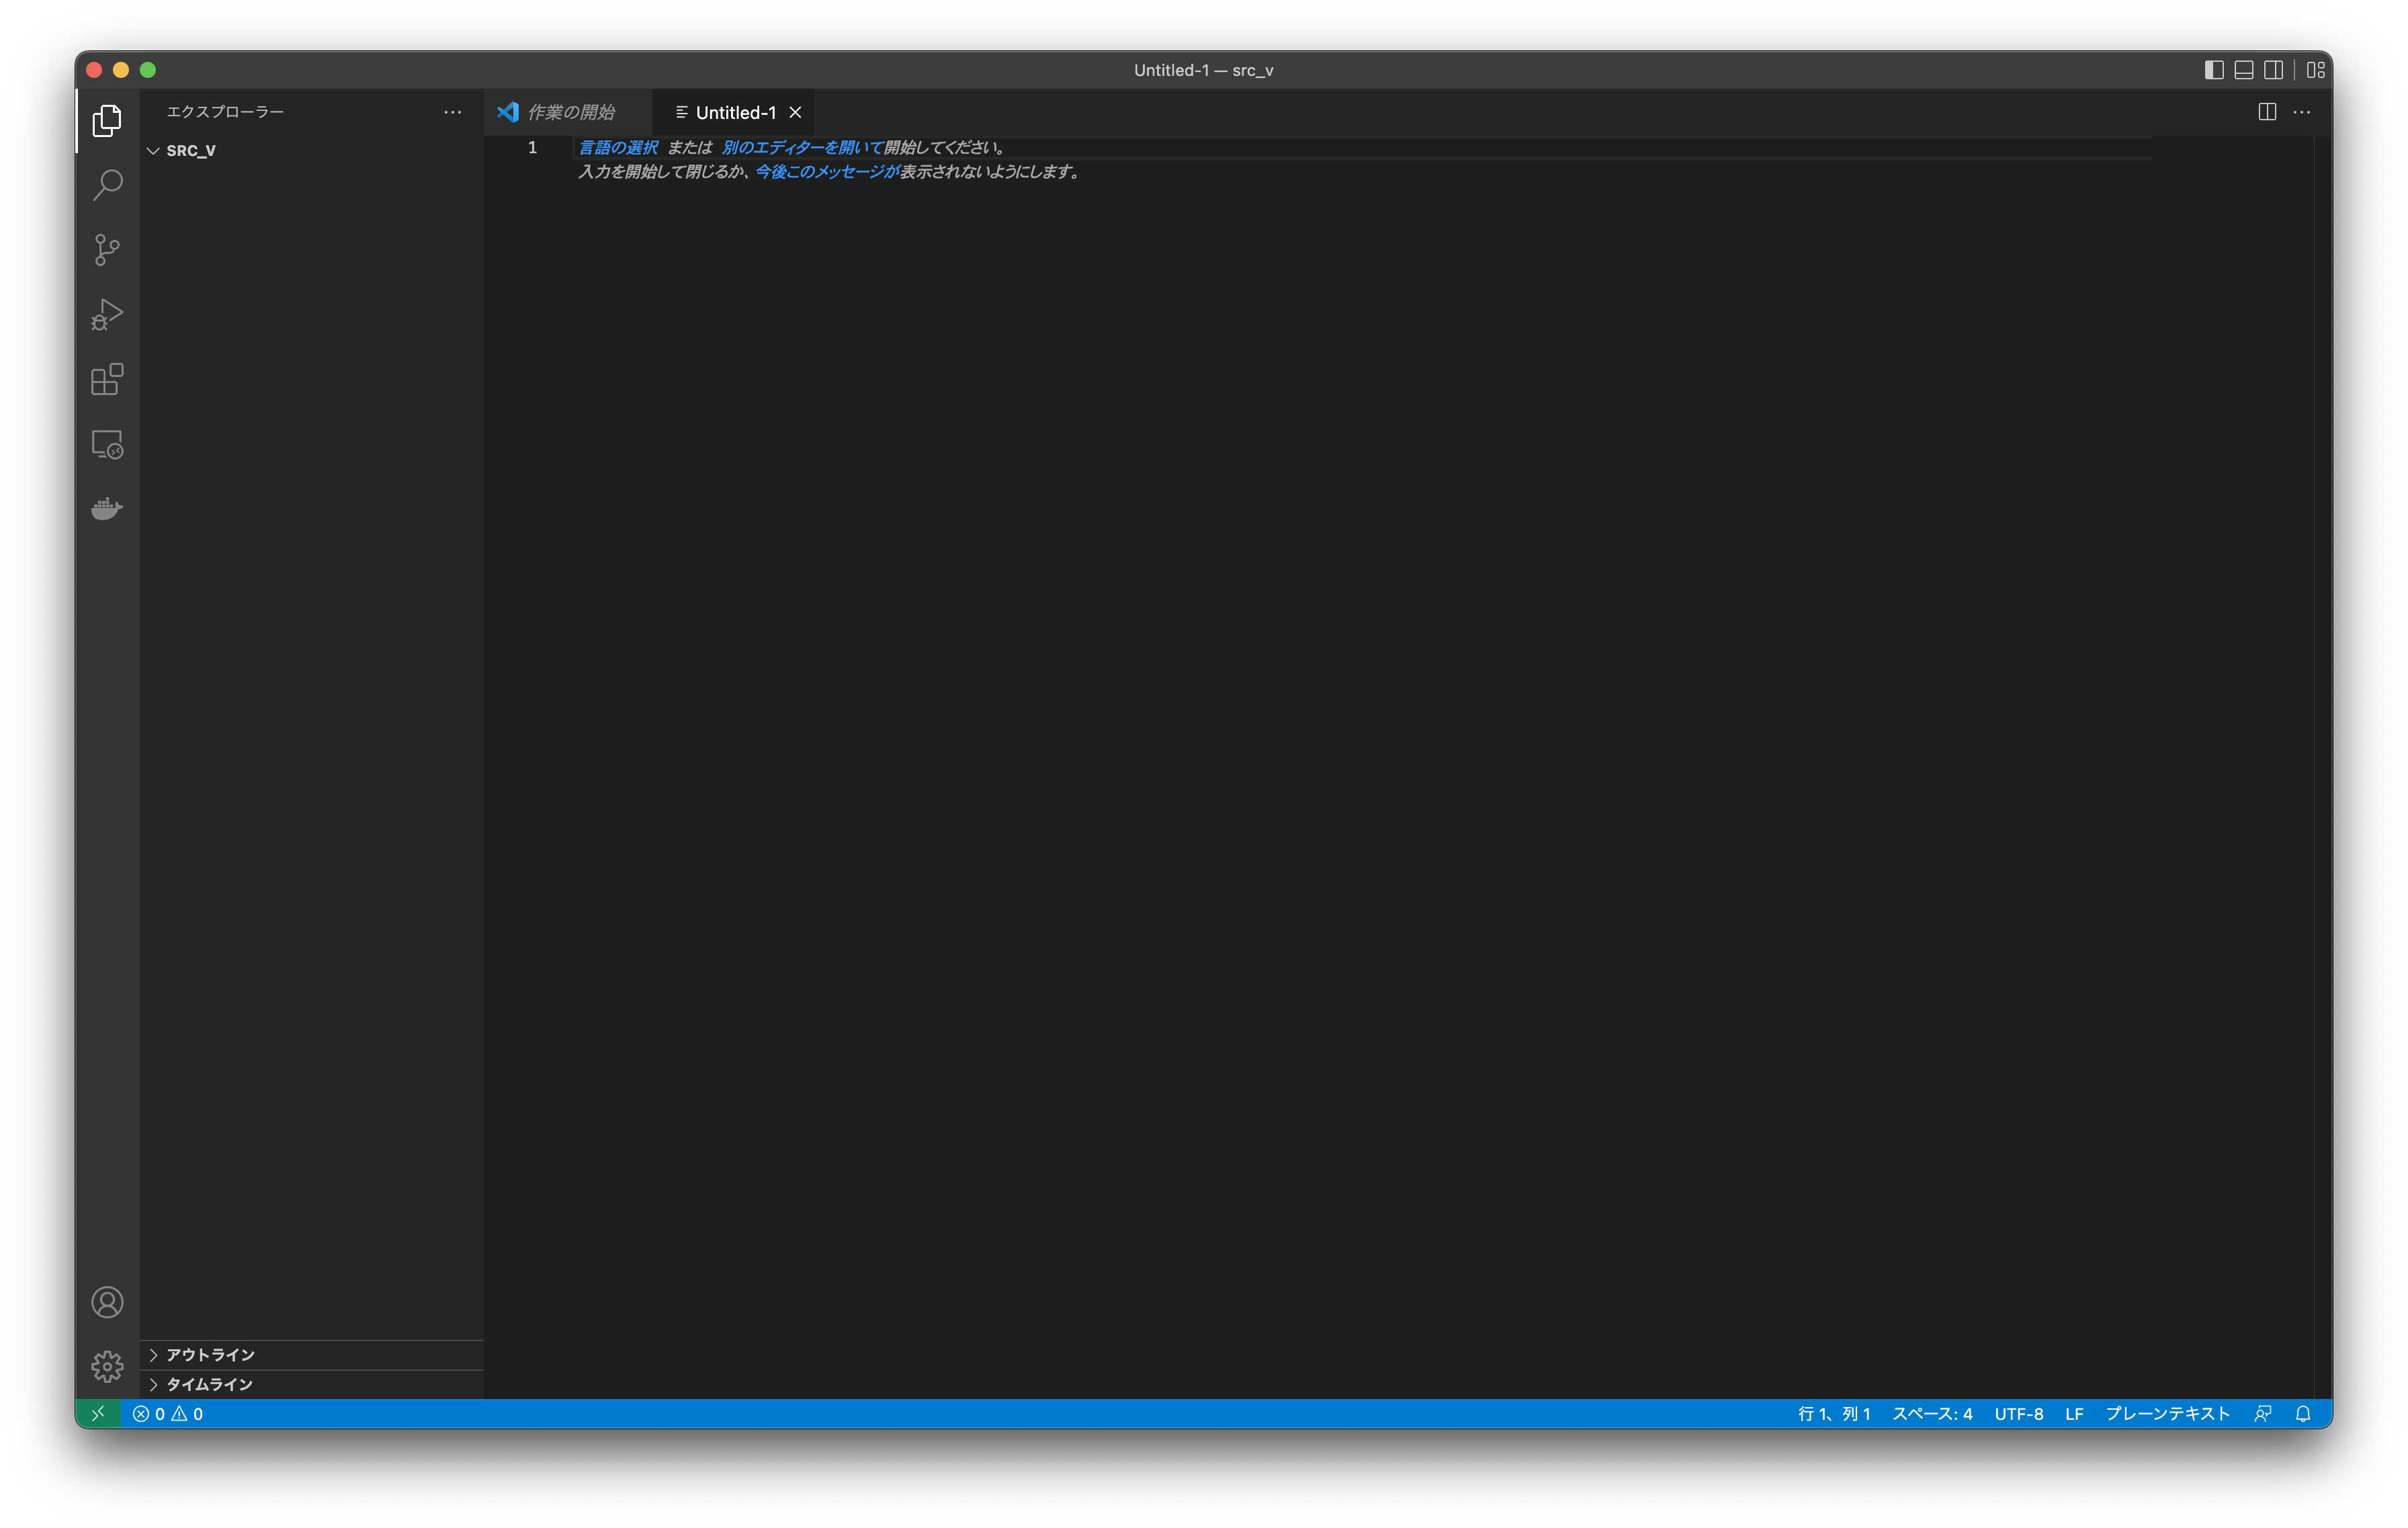 Untitled-1 — src_v
エクスプローラー
作業の開始
Untitled-1
SRC_V
1
言語の選択 または 別のエディターを開いて開始してください。
入力を開始して閉じるか、今後このメッセージが表示されないようにします。
アウトライン
タイムライン
0 0
行 1、列 1 スペース: 4 UTF-8 LF プレーンテキスト